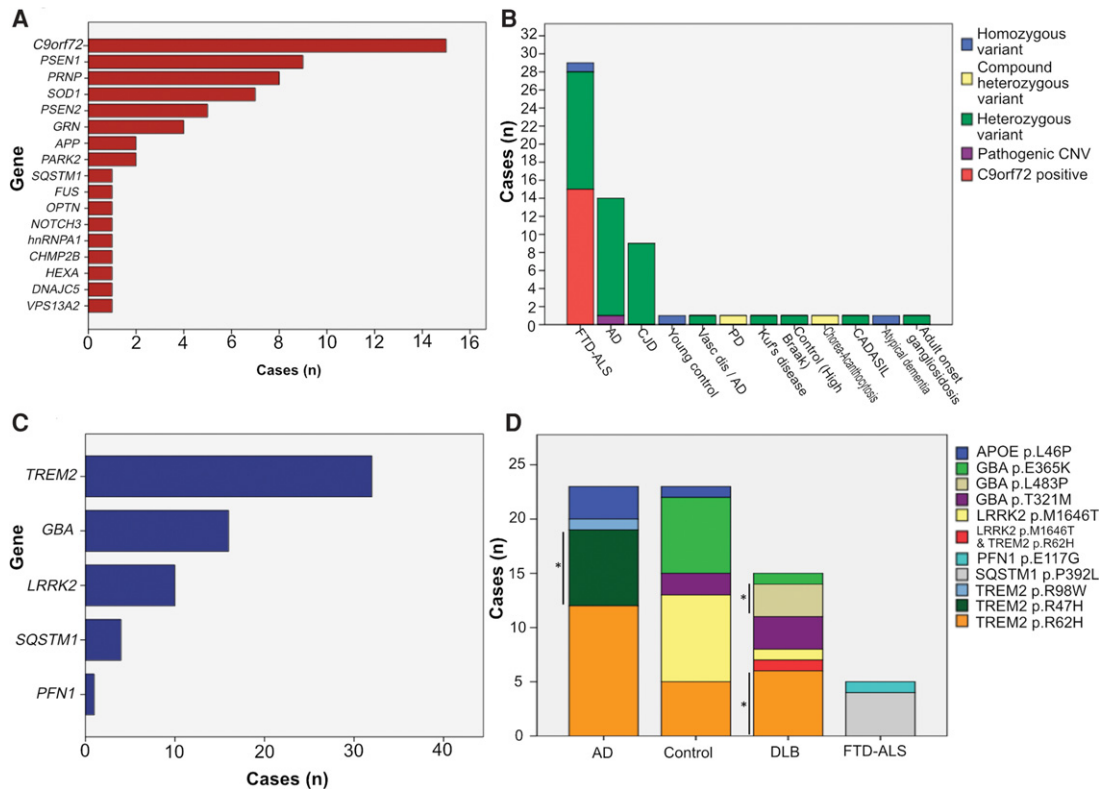 A
Gene
C9orf72
PSEN1
PRNP
SOD1
PSEN2
GRN
APP
PARK2
SQSTM1
FUS
OPTN
NOTCH3
hnRNPA1
CHMP2B
HEXA
DNAJC5
VPS13A2
0 2 4 6 8 10 12 14 16
Cases (n)
B
Cases (n)
32
30
28
26
24
22
20
18
16
14
12
10
8
6
4
2
0
FTD-ALS
AD
CJD
Young control
Vasc dis / AD
PD
Kuf's disease
Control (High
Braak)
Chorea-Acanthocytosis
CADASIL
Atypical dementia
Adult onset
gangliosidosis
Homozygous
variant
Compound
heterozygous
variant
Heterozygous
variant
Pathogenic CNV
C9orf72 positive
C
Gene
TREM2
GBA
LRRK2
SQSTM1
PFN1
0 10 20 30 40
Cases (n)
D
Cases (n)
25
20
15
10
5
0
*
*
*
AD Control DLB FTD-ALS
APOE p.L46P
GBA p.E365K
GBA p.L483P
GBA p.T321M
LRRK2 p.M1646T
LRRK2 p.M1646T
& TREM2 p.R62H
PFN1 p.E117G
SQSTM1 p.P392L
TREM2 p.R98W
TREM2 p.R47H
TREM2 p.R62H